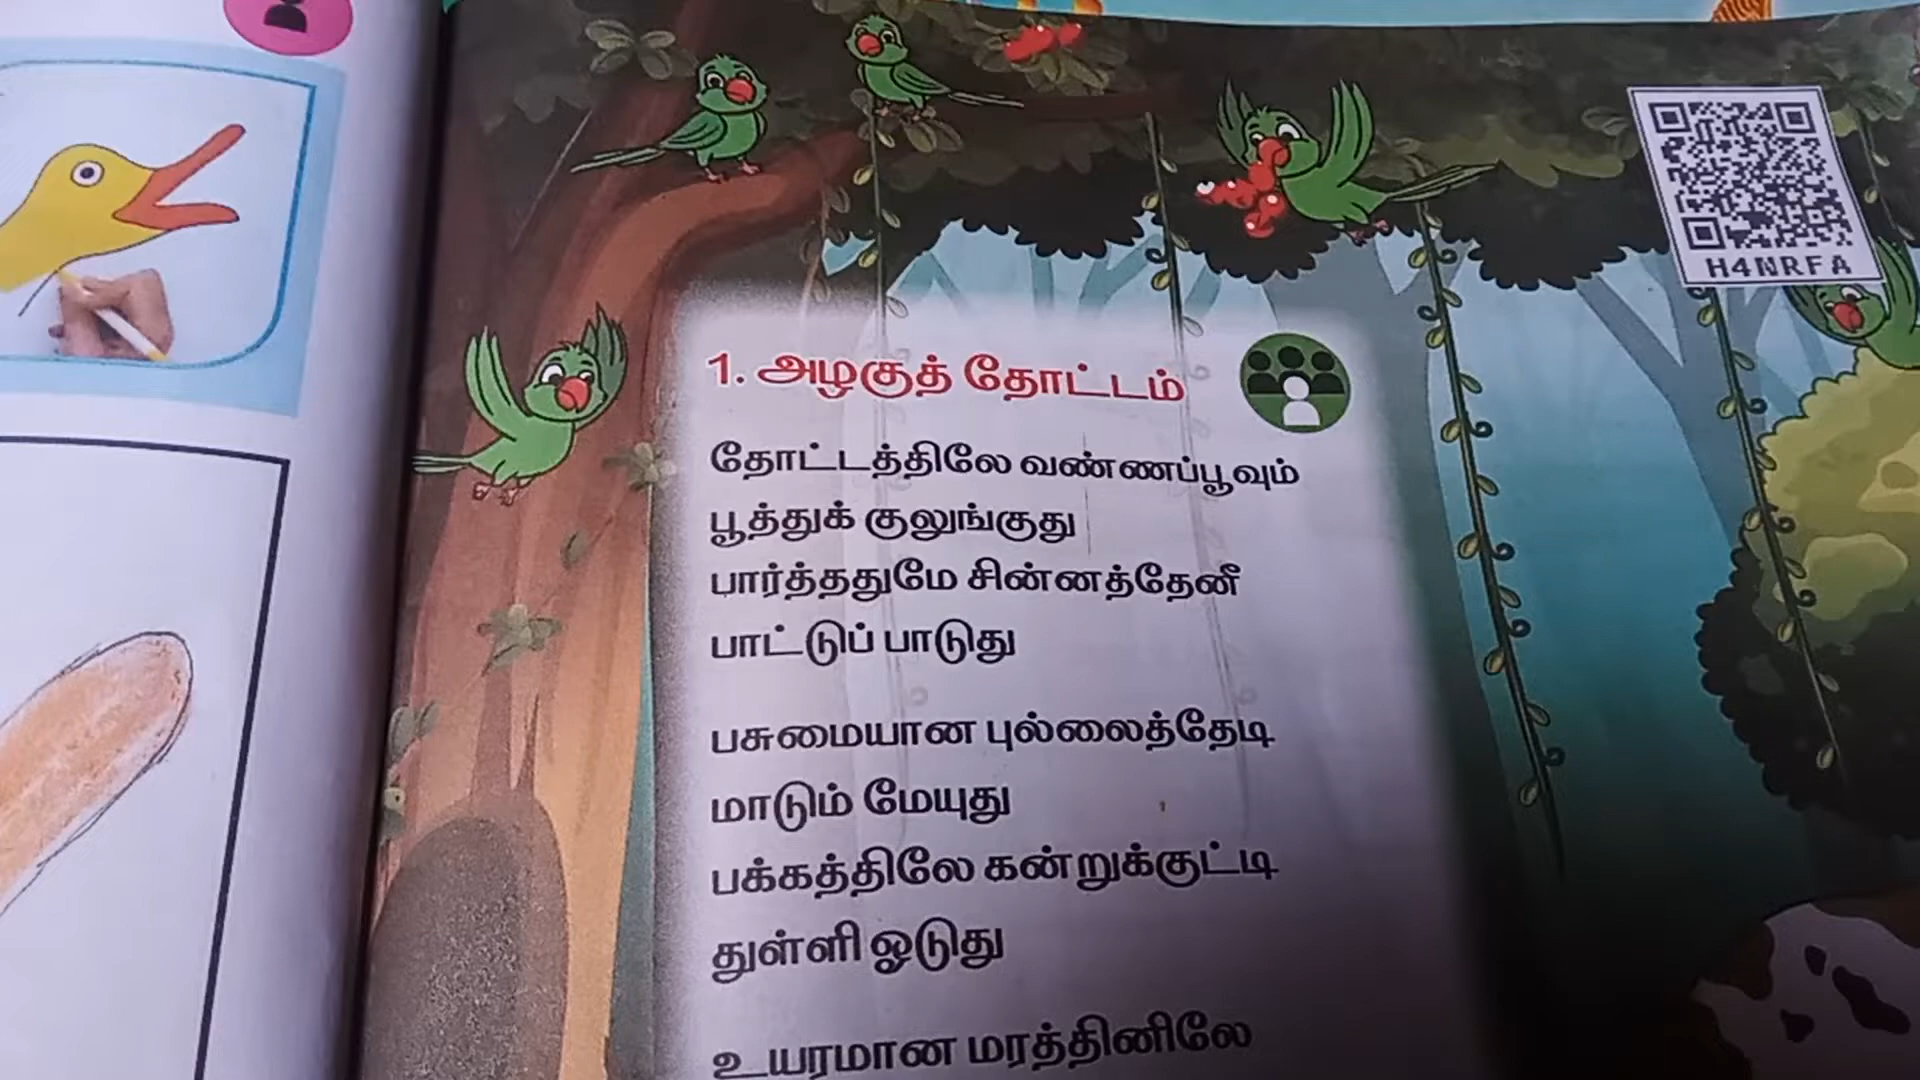 H4NRFA
1. அழகுத் தோட்டம்
தோட்டத்திலே வண்ணப்பூவும்
பூத்துக் குலுங்குது
பார்த்ததுமே சின்னத்தேனீ
பாட்டுப் பாடுது
பசுமையான புல்லைத்தேடி
மாடும் மேயுது
பக்கத்திலே கன்றுக்குட்டி
துள்ளி ஓடுது
உயரமான மரத்தினிலே